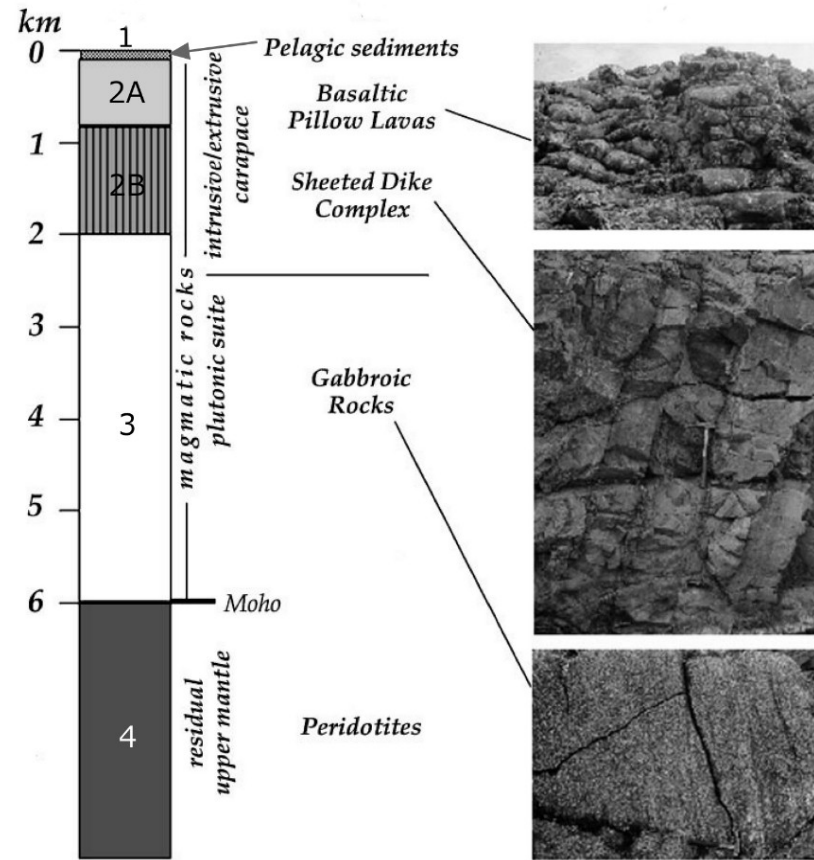 km
0
1
2
3
4
5
6
1
2A
2B
3
4
Pelagic sediments
Basaltic
Pillow Lavas
Sheeted Dike
Complex
Gabbroic
Rocks
Moho
Peridotites
magmatic rocks
intrusive/extrusive
carapace
plutonic suite
residual
upper mantle